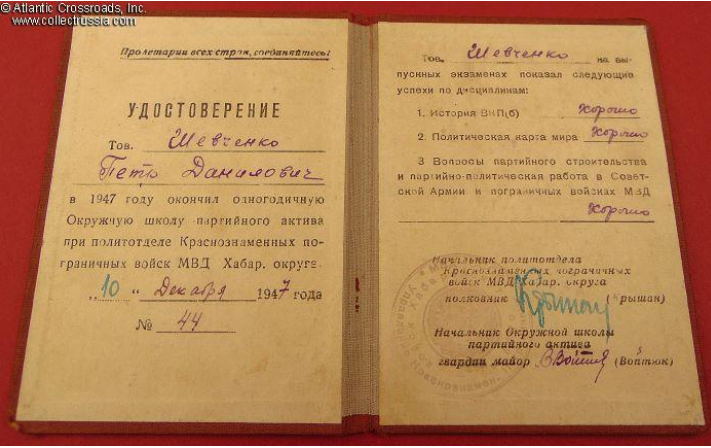 © Atlantic Crossroads, Inc.
www.collectrussia.com
Пролетарии всех стран, соединяйтесь!
УДОСТОВЕРЕНИЕ
Тов. Шевченко
Петр Данилович
в 1947 году окончил одногодичную
Окружную школу партийного актива
при политотделе Краснознаменных по-
граничных войск МВД Хабар. округа.
„10“ Декабря 1947 года
№ 44
Тов. Шевченко на вы-
пускных экзаменах показал следующие
успехи по дисциплинам:
1. История ВКП(б) Хорошо
2. Политическая карта мира Хорошо
3 Вопросы партийного строительства
и партийно-политическая работа в Совет-
ской Армии и пограничных войсках МВД
Хорошо
Начальник политотдела
Краснознаменных пограничных
войск МВД Хабар. округа
полковник (Крышан)
Начальник Окружной школы
партийного актива
гвардии майор (Войтюк)